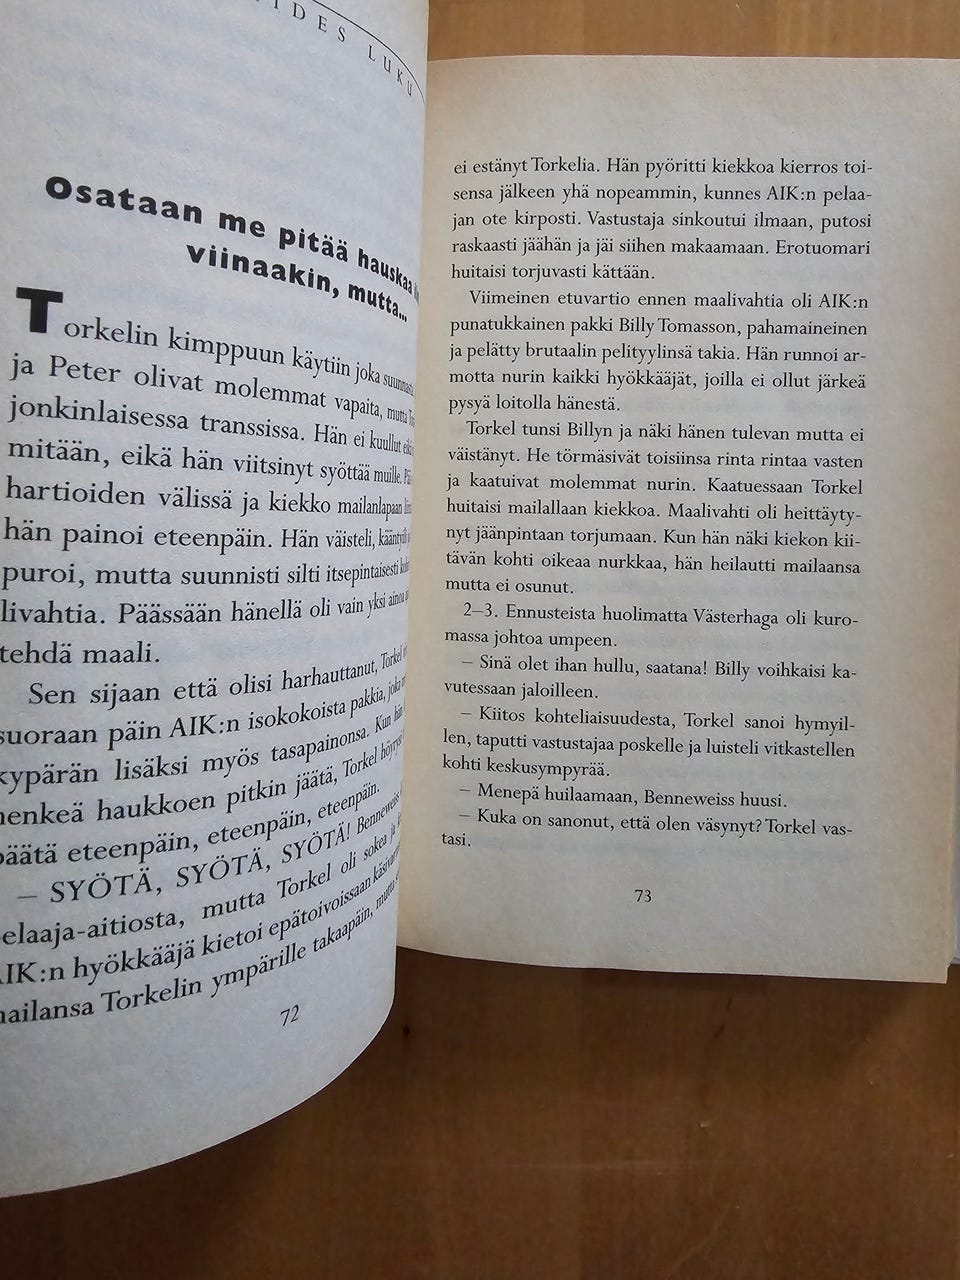 LUKU
Osataan me pitää hauskaa
viinaakin, mutta...
Torkelin kimppuun käytiin joka suunnasta
ja Peter olivat molemmat vapaita, mutta
jonkinlaisessa transsissa. Hän ei kuullut
mitään, eikä hän viitsinyt syöttää muille.
hartioiden välissä ja kiekko mailanlapaan
hän painoi eteenpäin. Hän väisteli,
puroi, mutta suunnisti silti itsepintaisesti
livahtia. Päässään hänellä oli vain yksi ainoa
tehdä maali.
Sen sijaan että olisi harhauttanut, Torkel
suoraan päin AIK:n isokokoista pakkia, joka
kypärän lisäksi myös tasapainonsa. Kun
henkeä haukkoen pitkin jäätä, Torkel höyrysi
päätä eteenpäin, eteenpäin, eteenpäin.
– SYÖTÄ, SYÖTÄ, SYÖTÄ! Benneweiss
elaaja-aitiosta, mutta Torkel oli sokea ja
AIK:n hyökkääjä kietoi epätoivoissaan
mailansa Torkelin ympärille takaapäin, mutta
72
ei estänyt Torkelia. Hän pyöritti kiekkoa kierros toi-
sensa jälkeen yhä nopeammin, kunnes AIK:n pelaa-
jan ote kirposti. Vastustaja sinkoutui ilmaan, putosi
raskaasti jäähän ja jäi siihen makaamaan. Erotuomari
huitaisi torjuvasti kättään.
Viimeinen etuvartio ennen maalivahtia oli AIK:n
punatukkainen pakki Billy Tomasson, pahamaineinen
ja pelätty brutaalin pelityylinsä takia. Hän runnoi ar-
motta nurin kaikki hyökkääjät, joilla ei ollut järkeä
pysyä loitolla hänestä.
Torkel tunsi Billyn ja näki hänen tulevan mutta ei
väistänyt. He törmäsivät toisiinsa rinta rintaa vasten
ja kaatuivat molemmat nurin. Kaatuessaan Torkel
huitaisi mailallaan kiekkoa. Maalivahti oli heittäyty-
nyt jäänpintaan torjumaan. Kun hän näki kiekon kii-
tävän kohti oikeaa nurkkaa, hän heilautti mailaansa
mutta ei osunut.
2–3. Ennusteista huolimatta Västerhaga oli kuro-
massa johtoa umpeen.
– Sinä olet ihan hullu, saatana! Billy voihkaisi ka-
vutessaan jaloilleen.
– Kiitos kohteliaisuudesta, Torkel sanoi hymyil-
len, taputti vastustajaa poskelle ja luisteli vitkastellen
kohti keskusympyrää.
– Menepä huilaamaan, Benneweiss huusi.
– Kuka on sanonut, että olen väsynyt? Torkel vas-
tasi.
73